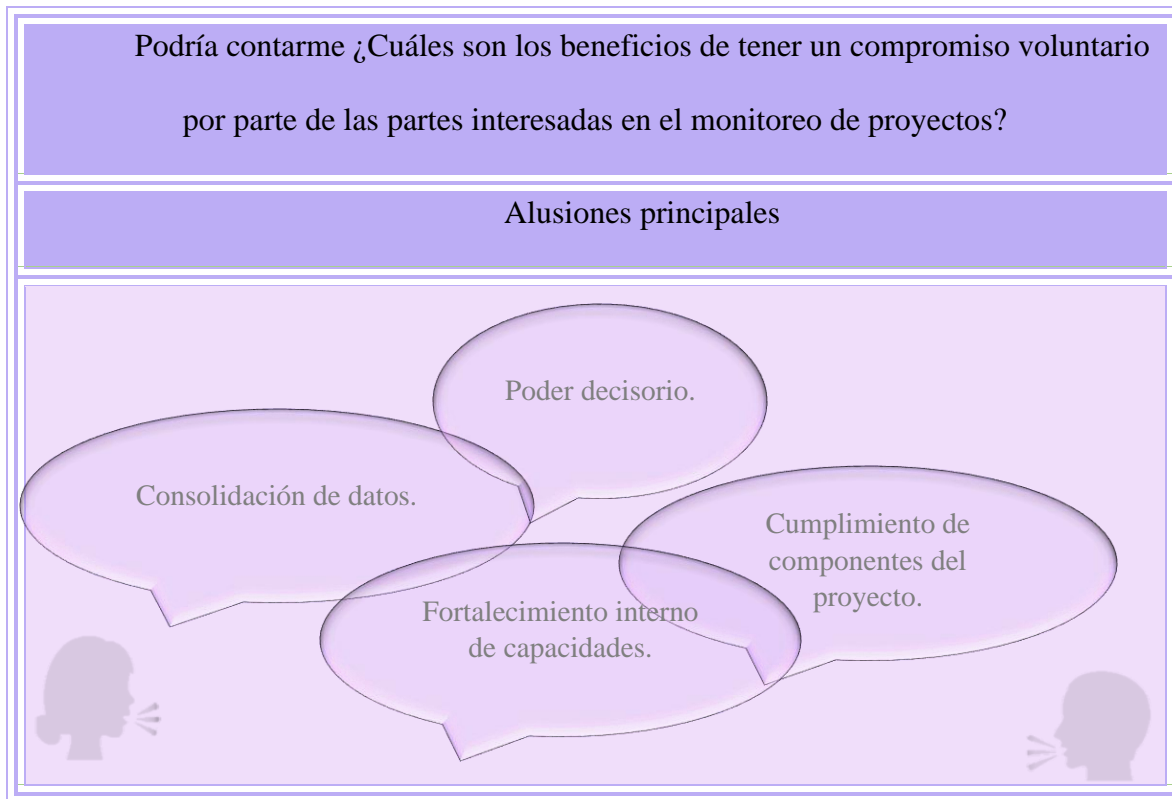 Podría contarme ¿Cuáles son los beneficios de tener un compromiso voluntario
por parte de las partes interesadas en el monitoreo de proyectos?
Alusiones principales
Poder decisorio.
Consolidación de datos.
Cumplimiento de
componentes del
proyecto.
Fortalecimiento interno
de capacidades.